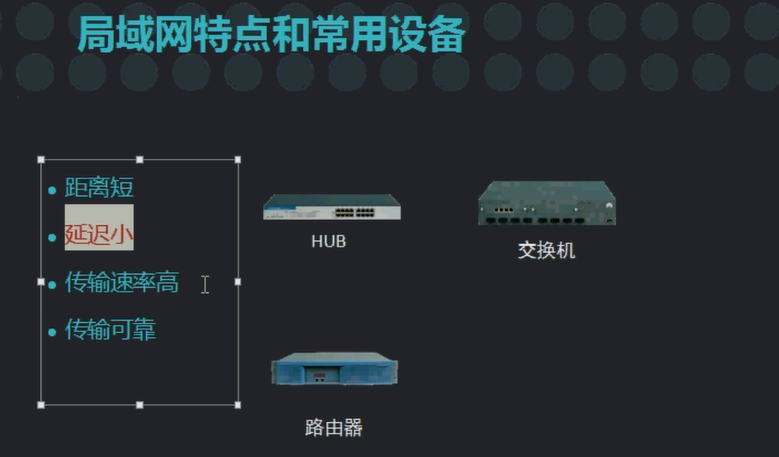 局域网特点和常用设备
距离短
延迟小
传输速率高
传输可靠
HUB
交换机
路由器